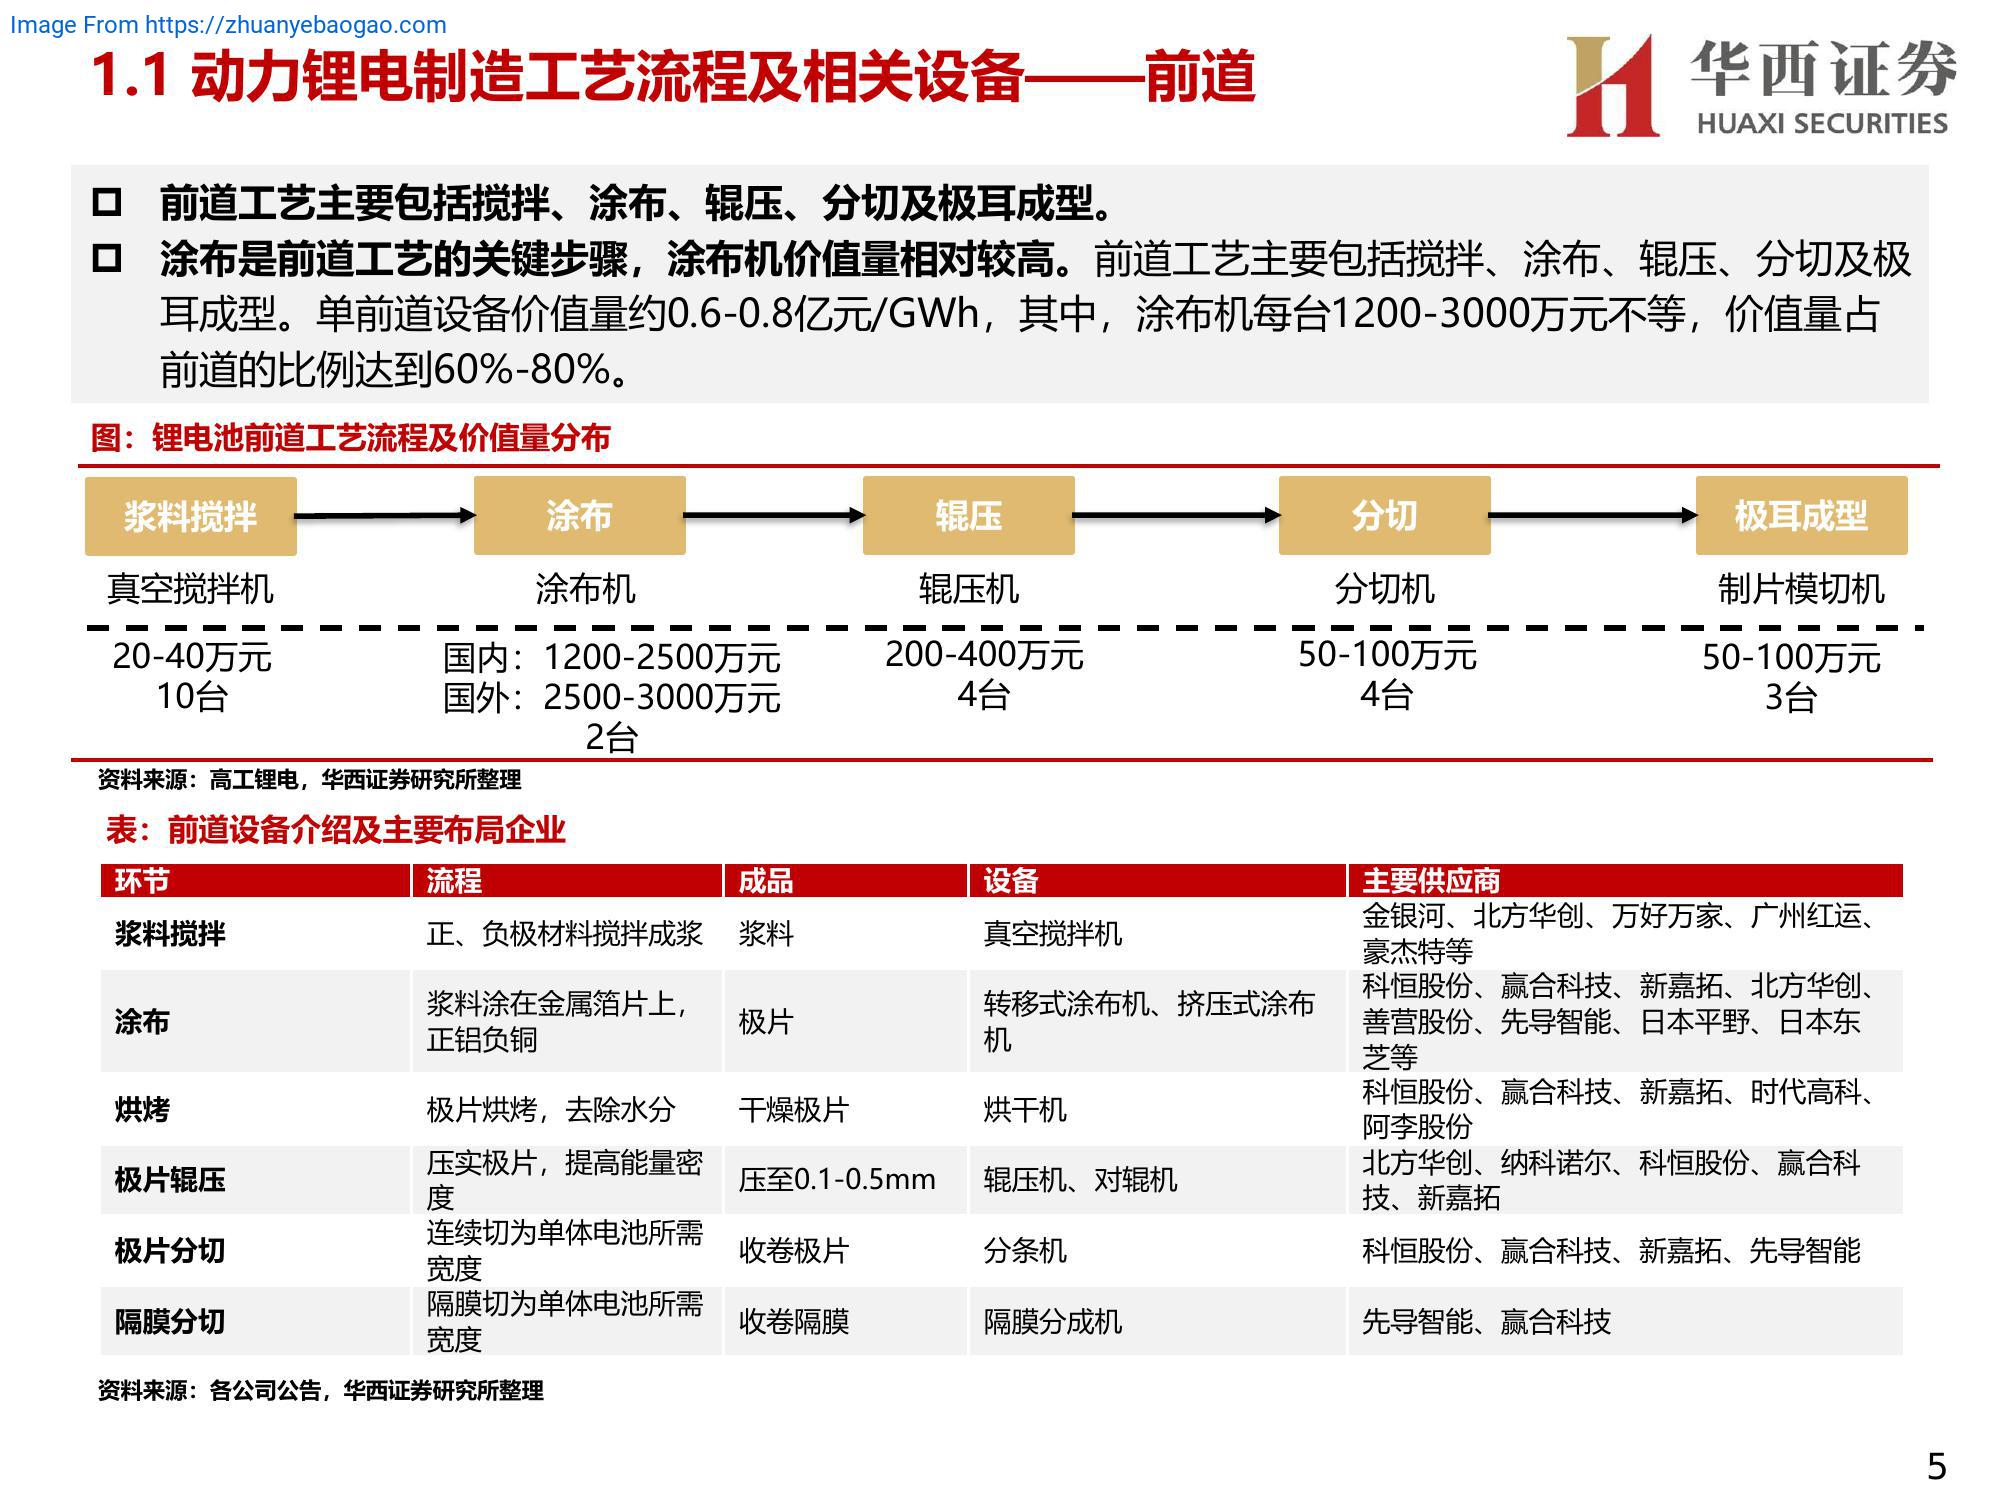 Image From https://zhuanyebaogao.com
1.1 动力锂电制造工艺流程及相关设备——前道
华西证券
HUAXI SECURITIES
前道工艺主要包括搅拌、涂布、辊压、分切及极耳成型。
涂布是前道工艺的关键步骤，涂布机价值量相对较高。前道工艺主要包括搅拌、涂布、辊压、分切及极
耳成型。单前道设备价值量约0.6-0.8亿元/GWh，其中，涂布机每台1200-3000万元不等，价值量占
前道的比例达到60%-80%。
图：锂电池前道工艺流程及价值量分布
浆料搅拌 涂布 辊压 分切 极耳成型
真空搅拌机 涂布机 辊压机 分切机 制片模切机
20-40万元 国内：1200-2500万元 200-400万元 50-100万元 50-100万元
10台 国外：2500-3000万元 4台 4台 3台
2台
资料来源：高工锂电，华西证券研究所整理
表：前道设备介绍及主要布局企业
环节 流程 成品 设备 主要供应商
浆料搅拌 正、负极材料搅拌成浆 浆料 真空搅拌机 金银河、北方华创、万好万家、广州红运、
豪杰特等
涂布 浆料涂在金属箔片上， 极片 转移式涂布机、挤压式涂布 科恒股份、赢合科技、新嘉拓、北方华创、
正铝负铜 机 善营股份、先导智能、日本平野、日本东
芝等
烘烤 极片烘烤，去除水分 干燥极片 烘干机 科恒股份、赢合科技、新嘉拓、时代高科、
阿李股份
极片辊压 压实极片，提高能量密 压至0.1-0.5mm 辊压机、对辊机 北方华创、纳科诺尔、科恒股份、赢合科
度 技、新嘉拓
极片分切 连续切为单体电池所需 收卷极片 分条机 科恒股份、赢合科技、新嘉拓、先导智能
宽度
隔膜分切 隔膜切为单体电池所需 收卷隔膜 隔膜分成机 先导智能、赢合科技
宽度
资料来源：各公司公告，华西证券研究所整理
5